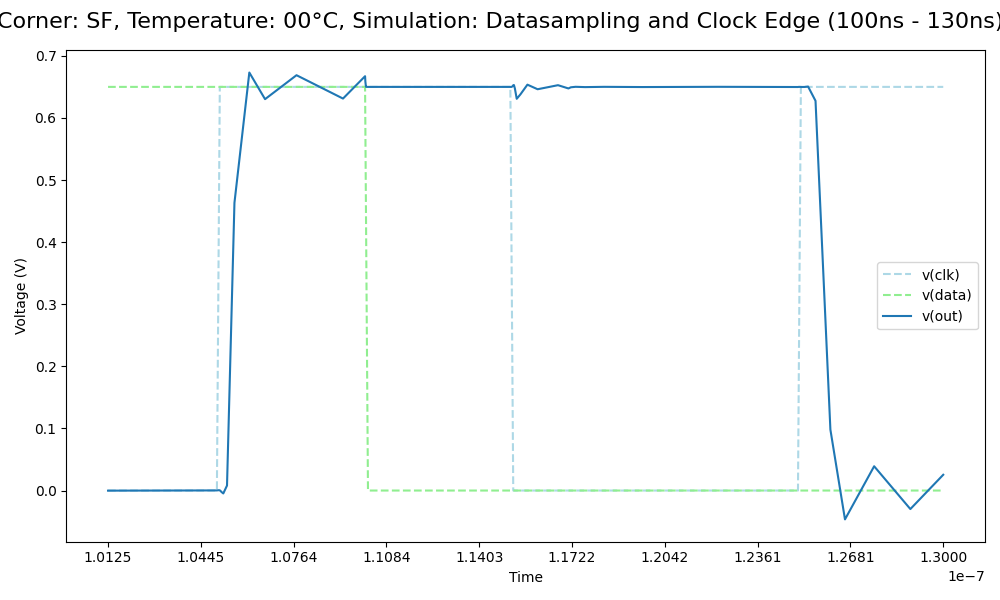 Corner: SF, Temperature: 00°C, Simulation: Datasampling and Clock Edge (100ns - 130ns)
0.7
0.6
0.5
0.4
0.3
0.2
0.1
0.0
Voltage (V)
v(clk)
v(data)
v(out)
1.0125 1.0445 1.0764 1.1084 1.1403 1.1722 1.2042 1.2361 1.2681 1.3000
1e−7
Time